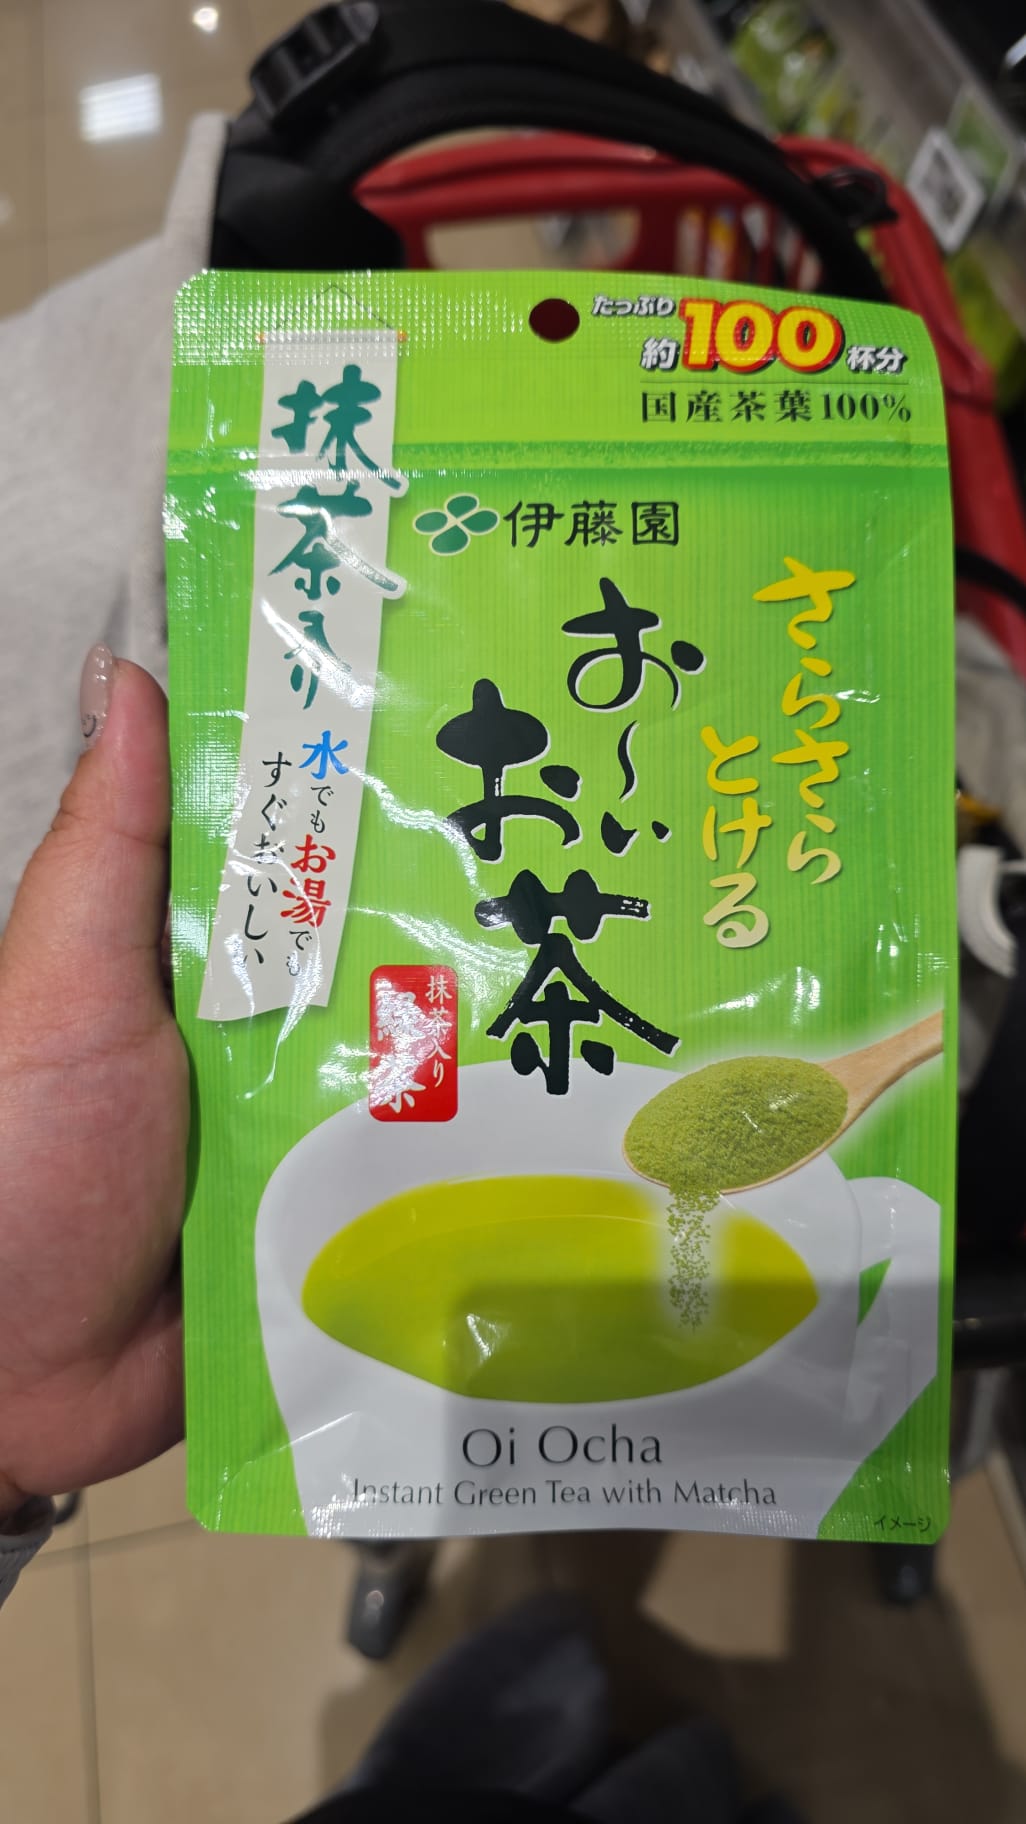 たっぷり
約100杯分
国産茶葉100%
抹茶入り
水でもお湯でも
すぐおいしい
伊藤園
さらさら
とける
お～い
お茶
抹茶入り
緑茶
Oi Ocha
Instant Green Tea with Matcha
イメージ